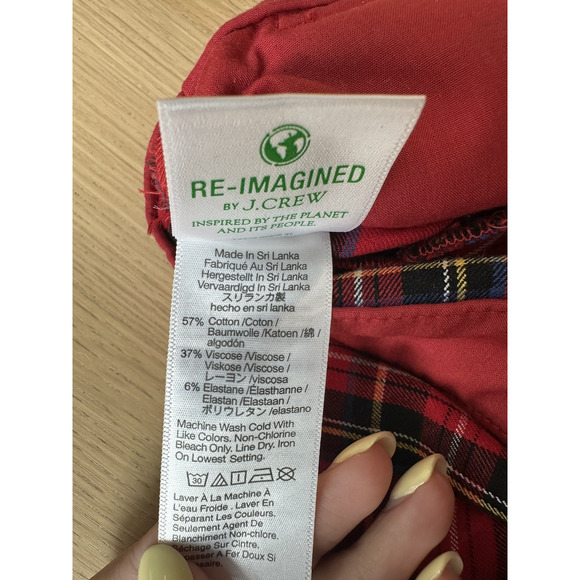 RE-IMAGINED
BY J.CREW
INSPIRED BY THE PLANET
AND ITS PEOPLE.
Made In Sri Lanka
Fabriqué Au Sri Lanka
Hergestellt In Sri Lanka
Vervaardigd In Sri Lanka
スリランカ製
hecho en sri lanka
57% Cotton /Coton /
Baumwolle /Katoen /綿 /
algodón
37% Viscose /Viscose /
Viskose /Viscose /
レーヨン /viscosa
6% Elastane /Élasthanne /
Elastan /Elastaan /
ポリウレタン /elastano
Machine Wash Cold With
Like Colors. Non-Chlorine
Bleach Only. Line Dry. Iron
On Lowest Setting.
30
Laver À La Machine À
L'eau Froide . Laver En
Séparant Les Couleurs.
Seulement Agent De
Blanchiment Non-chlore.
Suspendre
Repasser A Fer Doux Si